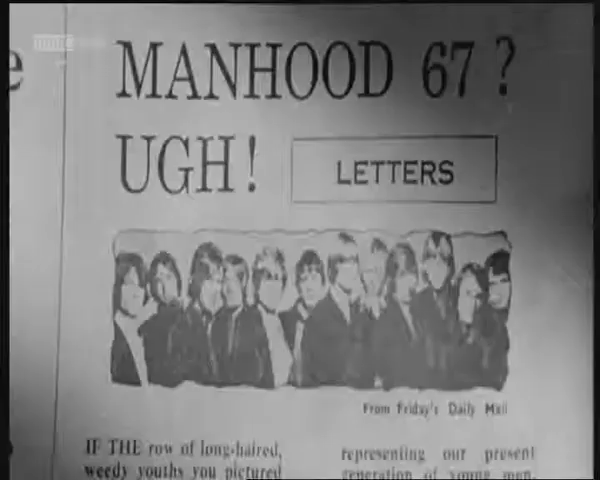 e
MANHOOD 67 ?
UGH!
LETTERS
From Friday's Daily Mail
IF THE row of long-haired,
weedy youths you pictured
representing our present
generation of young men,